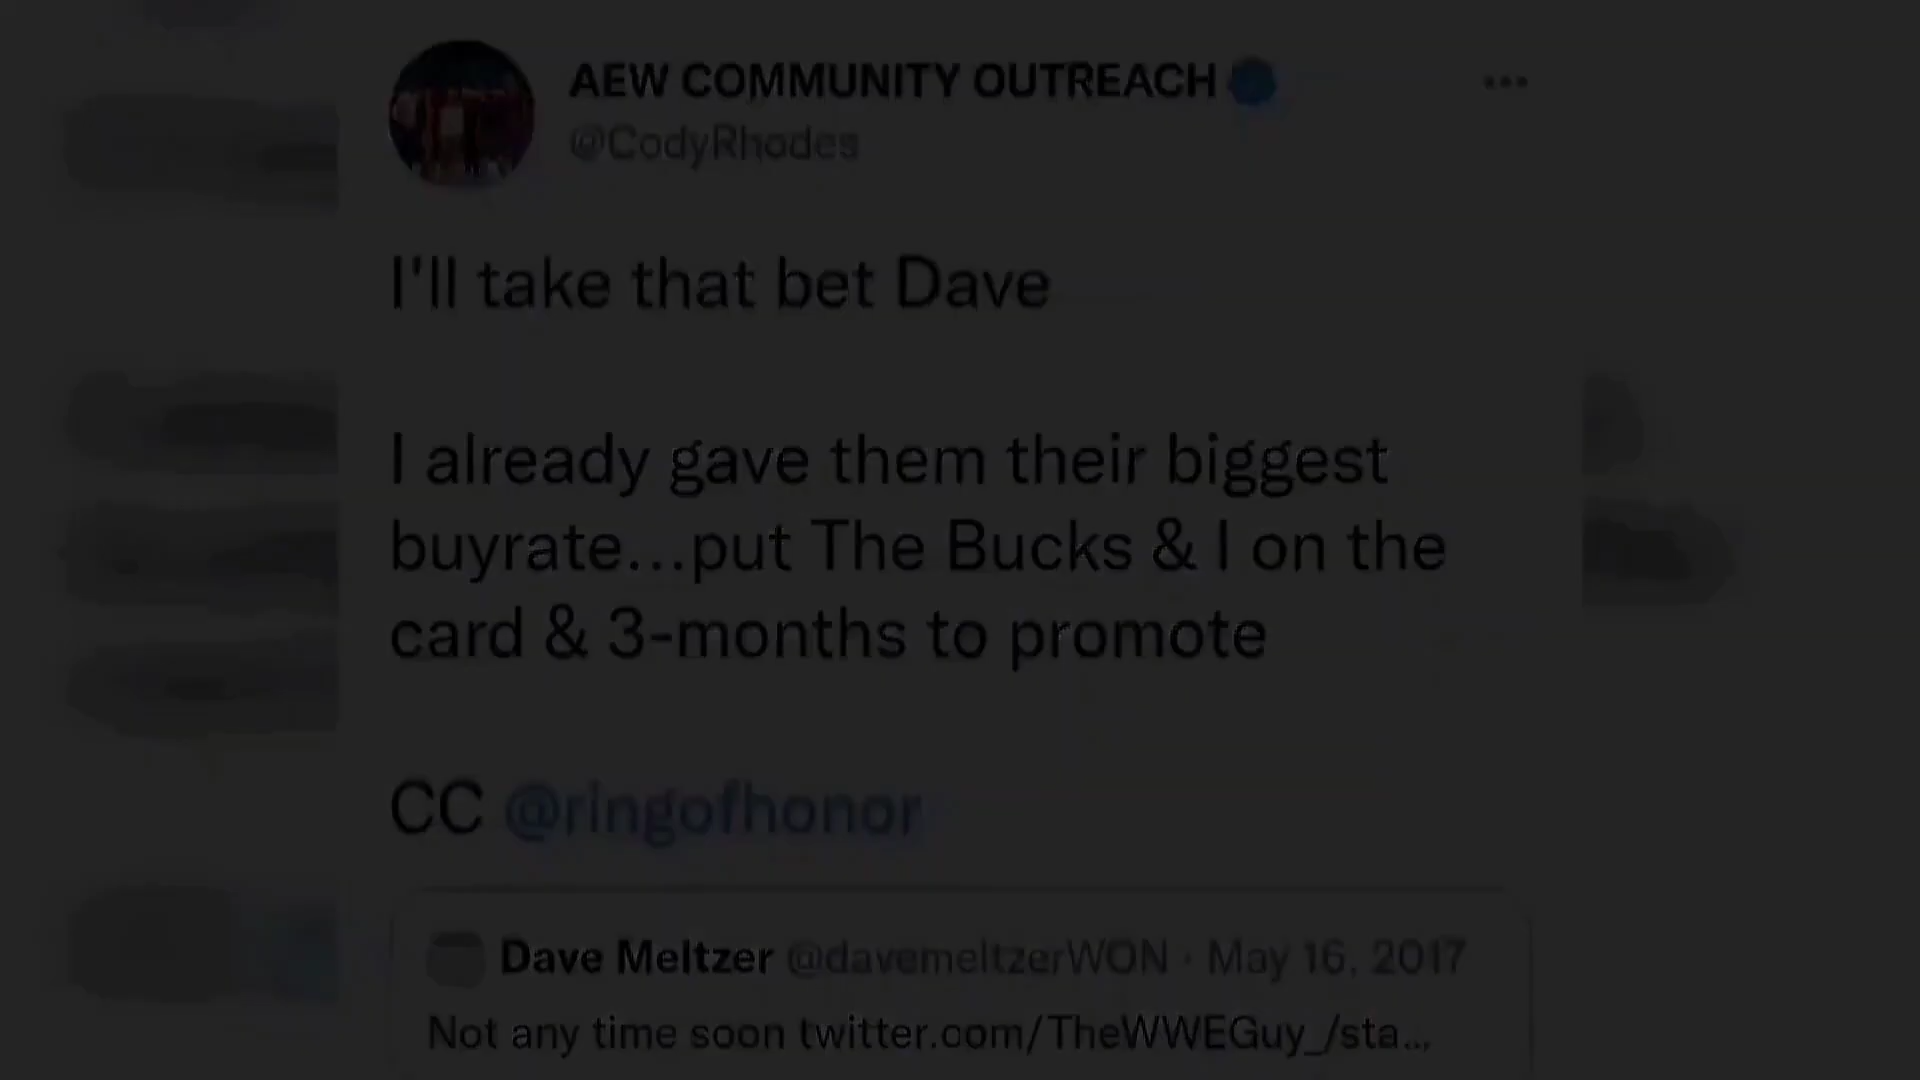 AEW COMMUNITY OUTREACH
@CodyRhodes
I'll take that bet Dave
I already gave them their biggest
buyrate...put The Bucks & I on the
card & 3-months to promote
CC @ringofhonor
Dave Meltzer @davemeltzerWON · May 16, 2017
Not any time soon twitter.com/TheWWEGuy_/sta...